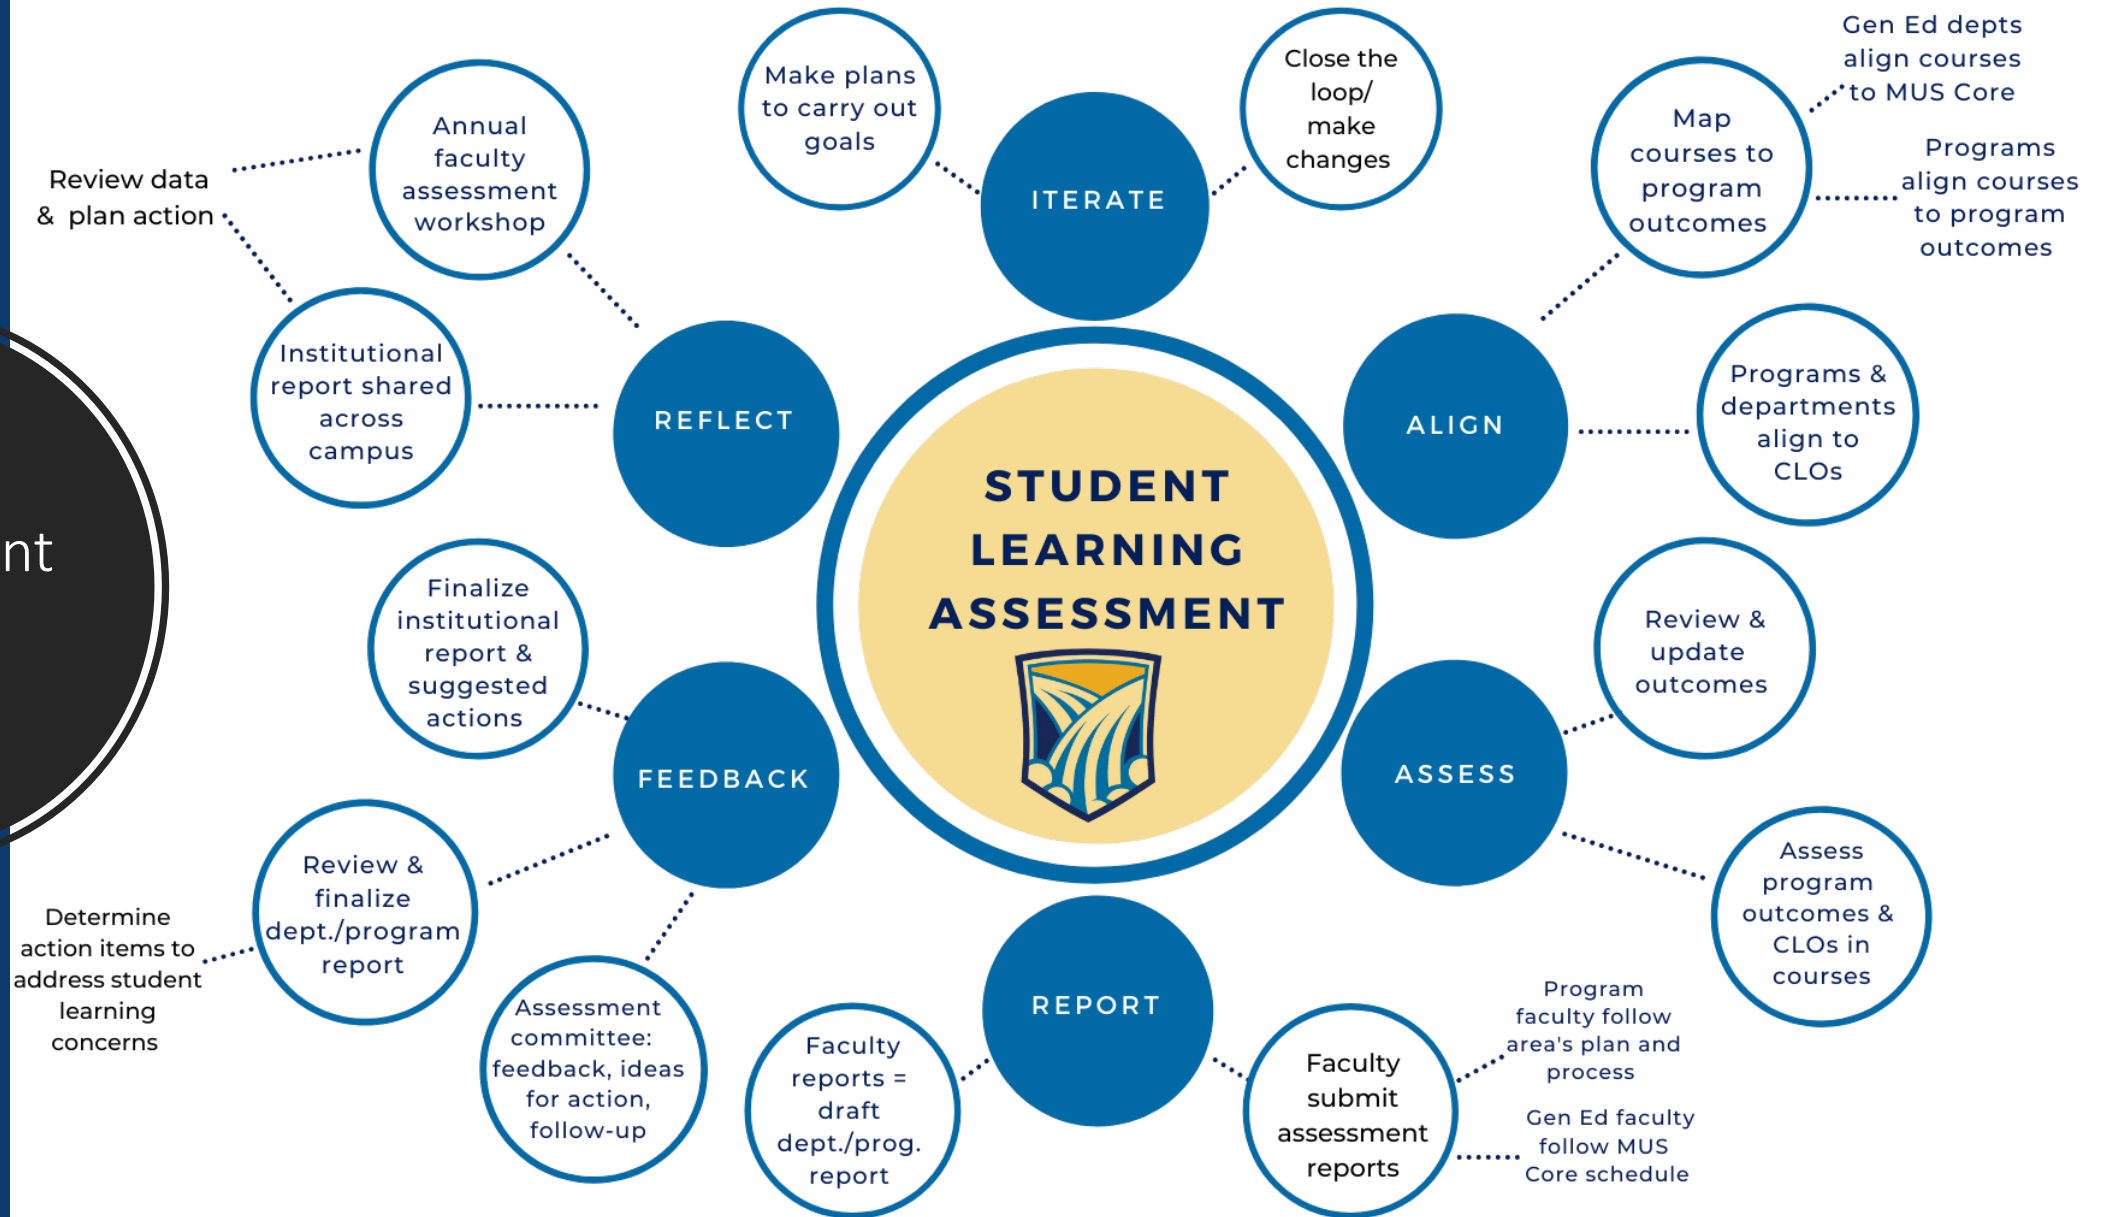 nt
STUDENT
LEARNING
ASSESSMENT
ITERATE
Make plans
to carry out
goals
Close the
loop/
make
changes
ALIGN
Map
courses to
program
outcomes
Gen Ed depts
align courses
to MUS Core
Programs
align courses
to program
outcomes
Programs &
departments
align to
CLOs
ASSESS
Review &
update
outcomes
Assess
program
outcomes &
CLOs in
courses
REPORT
Faculty
submit
assessment
reports
Program
faculty follow
area's plan and
process
Gen Ed faculty
follow MUS
Core schedule
Faculty
reports =
draft
dept./prog.
report
FEEDBACK
Assessment
committee:
feedback, ideas
for action,
follow-up
Review &
finalize
dept./program
report
Determine
action items to
address student
learning
concerns
Finalize
institutional
report &
suggested
actions
REFLECT
Institutional
report shared
across
campus
Annual
faculty
assessment
workshop
Review data
& plan action